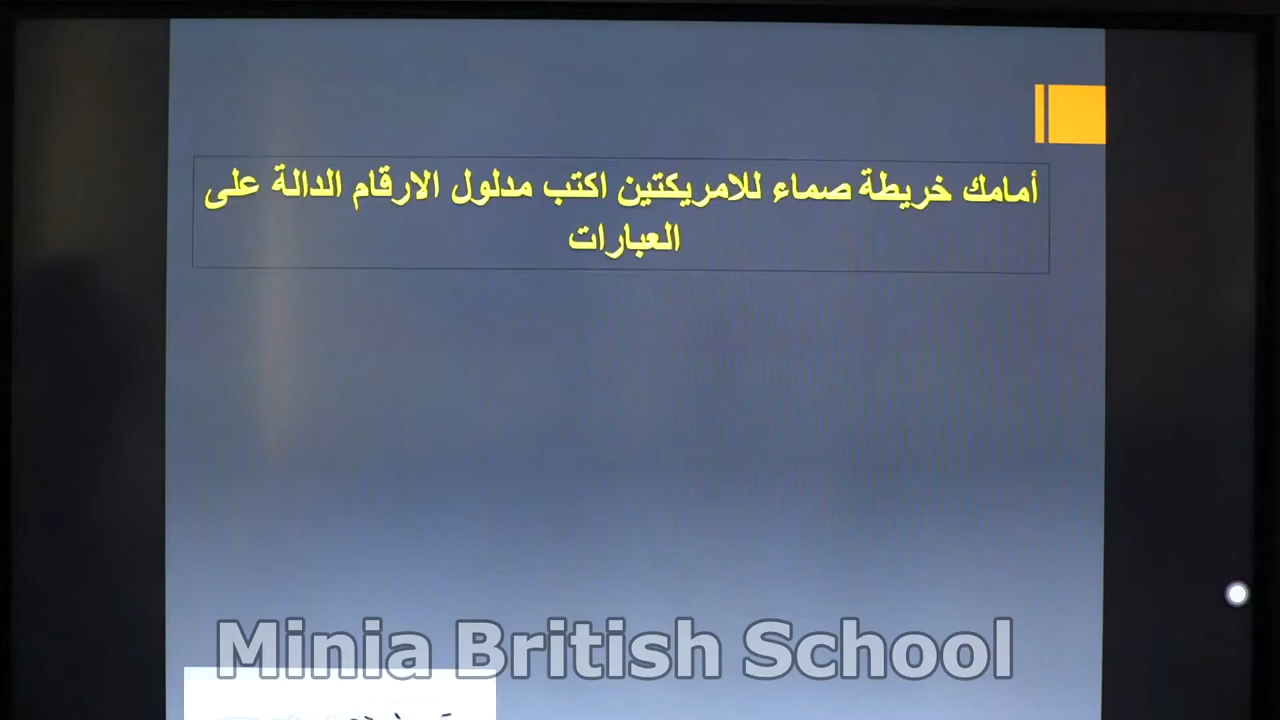 أمامك خريطة صماء للامريكتين اكتب مدلول الارقام الدالة على
العبارات
Minia British School